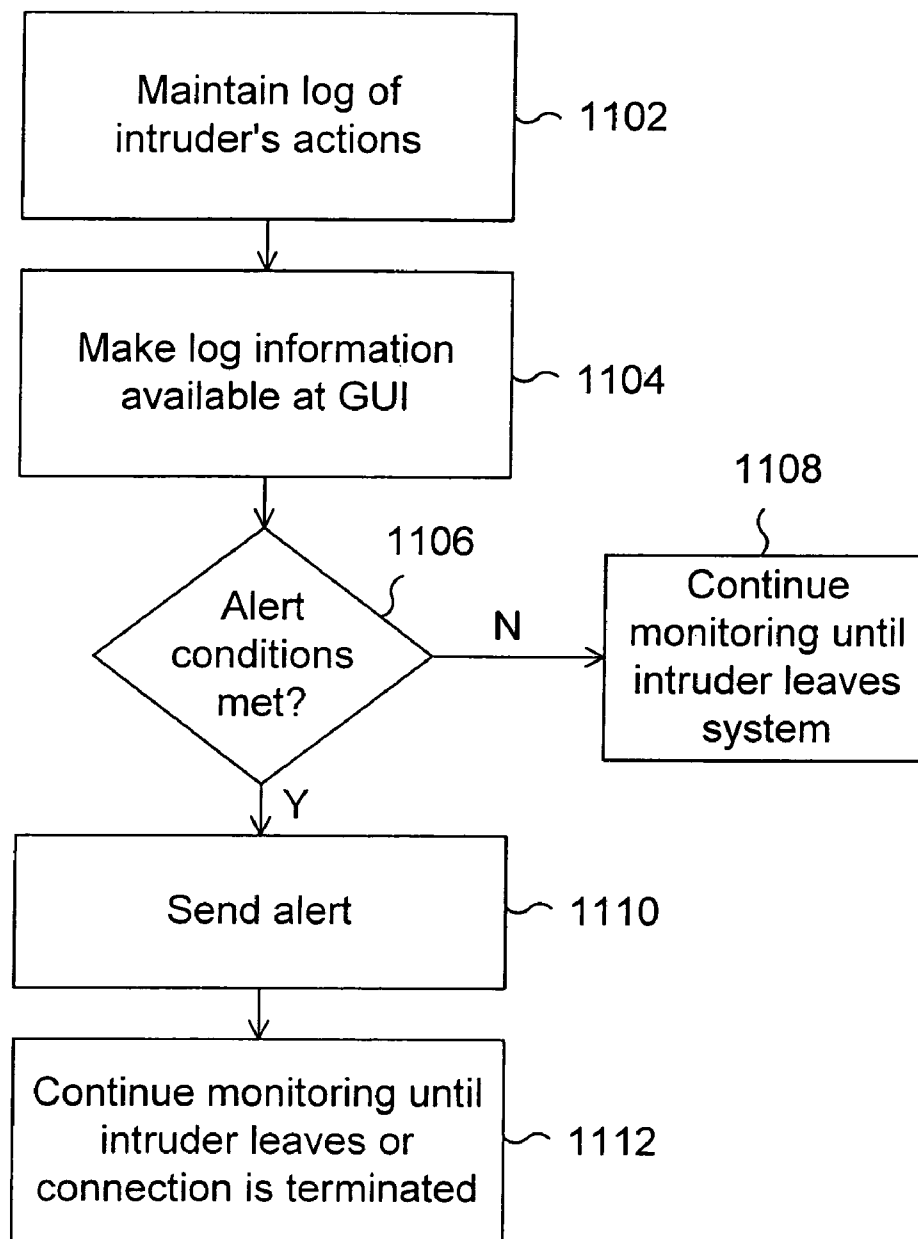 Maintain log of
intruder's actions
1102
Make log information
available at GUI
1104
Alert
conditions
met?
1106
N
1108
Continue
monitoring until
intruder leaves
system
Y
Send alert
1110
Continue monitoring until
intruder leaves or
connection is terminated
1112